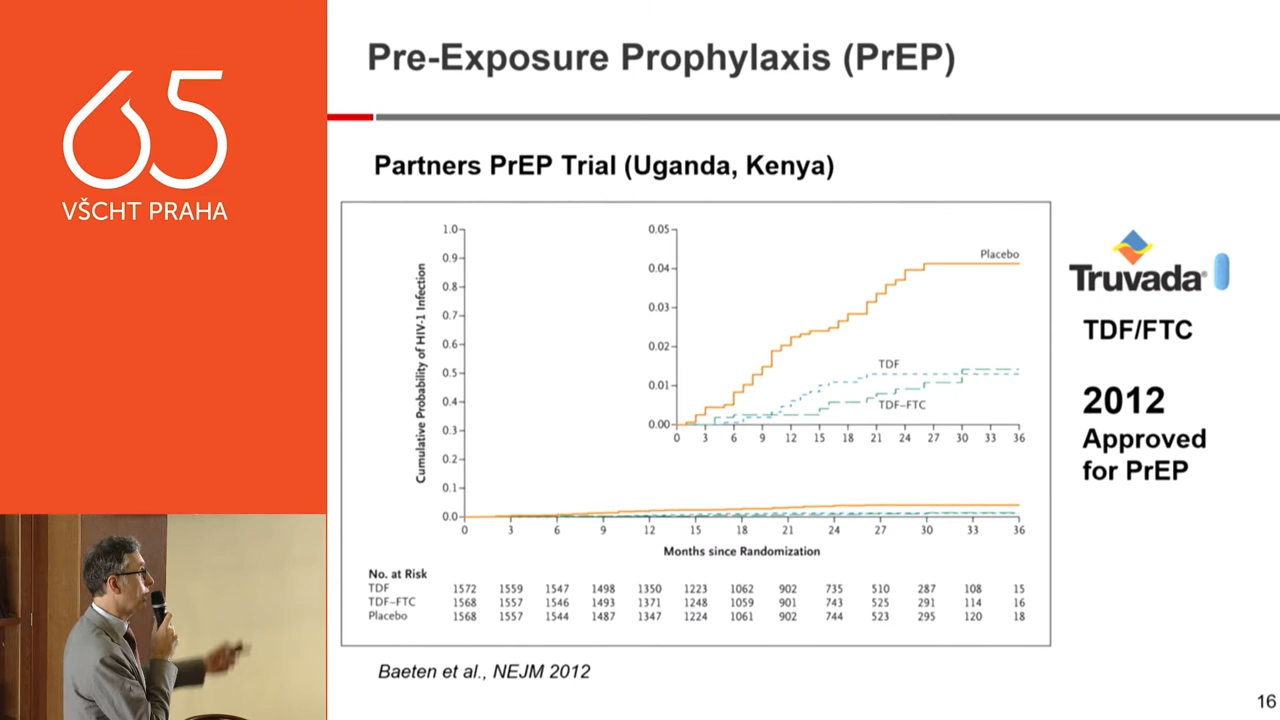 65
VŠCHT PRAHA
Pre-Exposure Prophylaxis (PrEP)
Partners PrEP Trial (Uganda, Kenya)
Cumulative Probability of HIV-1 Infection
1.0
0.9
0.8
0.7
0.6
0.5
0.4
0.3
0.2
0.1
0.0
0 3 6 9 12 15 18 21 24 27 30 33 36
Months since Randomization
0.05
0.04
0.03
0.02
0.01
0.00
0 3 6 9 12 15 18 21 24 27 30 33 36
Placebo
TDF
TDF–FTC
No. at Risk
TDF 1572 1559 1547 1498 1350 1223 1062 902 735 510 287 108 15
TDF–FTC 1568 1557 1546 1493 1371 1248 1059 901 743 525 291 114 16
Placebo 1568 1557 1544 1487 1347 1224 1061 902 744 523 295 120 18
Baeten et al., NEJM 2012
Truvada®
TDF/FTC
2012
Approved
for PrEP
16